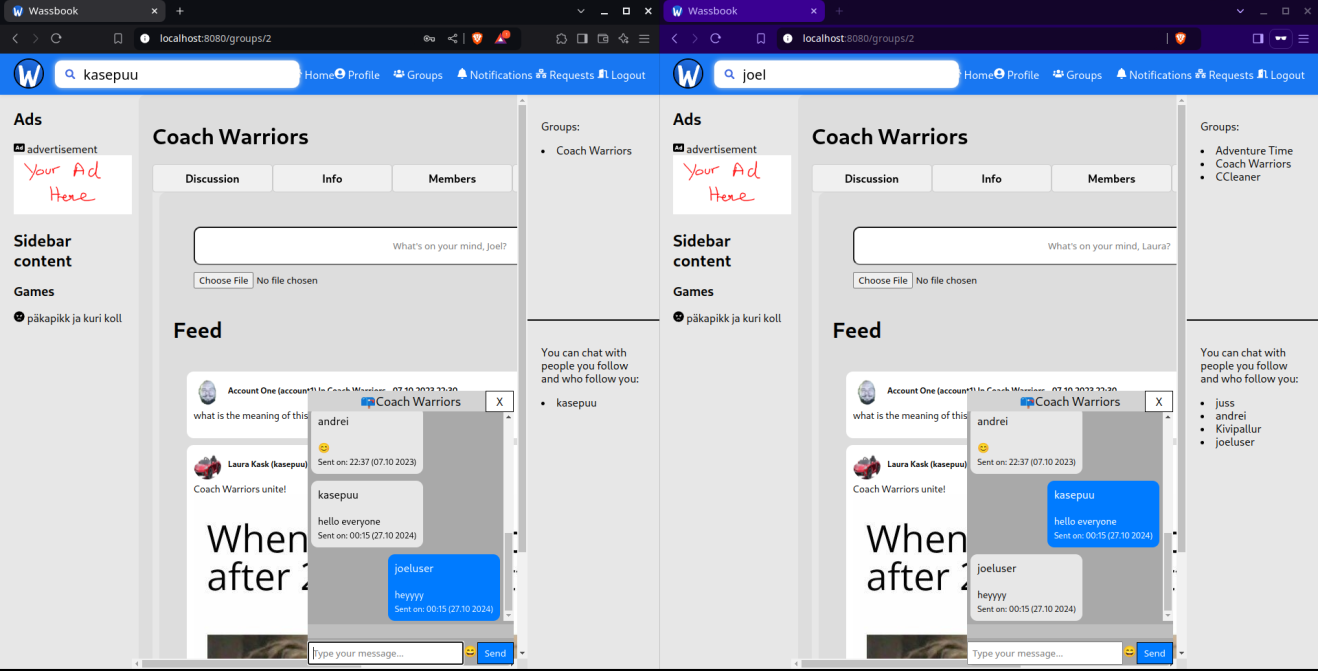 Wassbook
localhost:8080/groups/2
W
kasepuu
Home Profile Groups Notifications Requests Logout
Ads
Ad advertisement
Your Ad
Here
Sidebar
content
Games
päkapikk ja kuri koll
Coach Warriors
Discussion Info Members
What's on your mind, Joel?
Choose File No file chosen
Feed
Account One (account1) In Coach Warriors - 07.10.2023 22:30
what is the meaning of this
Laura Kask (kasepuu)
Coach Warriors unite!
When
after 2
Coach Warriors
X
andrei
😊
Sent on: 22:37 (07.10 2023)
kasepuu
hello everyone
Sent on: 00:15 (27.10 2024)
joeluser
heyyyy
Sent on: 00:15 (27.10 2024)
Type your message...
😄 Send
Groups:
• Coach Warriors
You can chat with
people you follow
and who follow you:
• kasepuu
Wassbook
localhost:8080/groups/2
W
joel
Home Profile Groups Notifications Requests Logout
Ads
Ad advertisement
Your Ad
Here
Sidebar
content
Games
päkapikk ja kuri koll
Coach Warriors
Discussion Info Members
What's on your mind, Laura?
Choose File No file chosen
Feed
Account One (account1) In Coach Warriors - 07.10.2023 22:30
what is the meaning of this
Laura Kask (kasepuu)
Coach Warriors unite!
When
after 2
Coach Warriors
X
andrei
😊
Sent on: 22:37 (07.10 2023)
kasepuu
hello everyone
Sent on: 00:15 (27.10 2024)
joeluser
heyyyy
Sent on: 00:15 (27.10 2024)
Type your message...
😄 Send
Groups:
• Adventure Time
• Coach Warriors
• CCleaner
You can chat with
people you follow
and who follow you:
• juss
• andrei
• Kivipallur
• joeluser